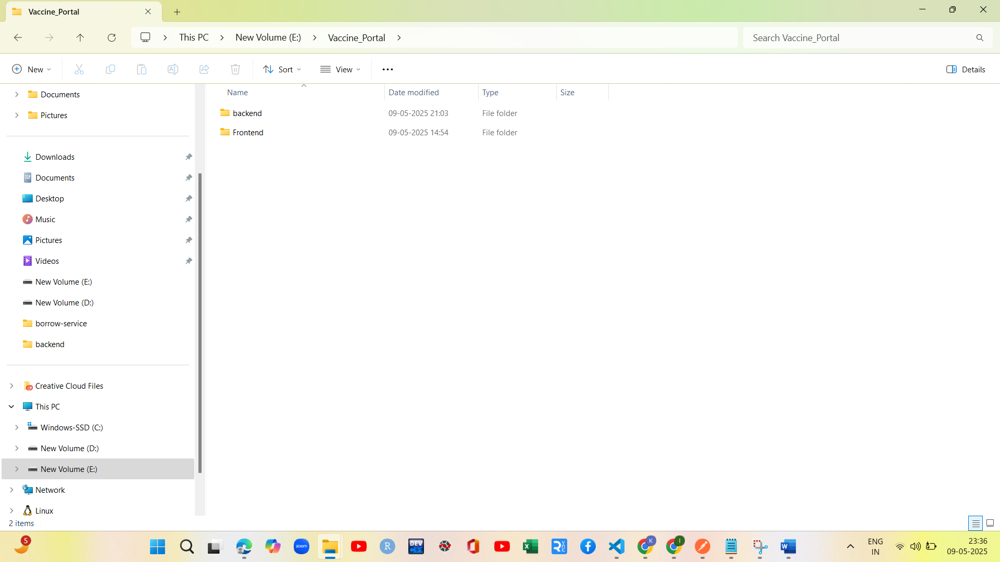 Vaccine_Portal
This PC
New Volume (E:)
Vaccine_Portal
Search Vaccine_Portal
New
Sort
View
Details
Documents
Pictures
Downloads
Documents
Desktop
Music
Pictures
Videos
New Volume (E:)
New Volume (D:)
borrow-service
backend
Creative Cloud Files
This PC
Windows-SSD (C:)
New Volume (D:)
New Volume (E:)
Network
Linux
Name Date modified Type Size
backend 09-05-2025 21:03 File folder
Frontend 09-05-2025 14:54 File folder
2 items
5
zoom
R
DEV
C++
K
I
ENG
IN
23:36
09-05-2025